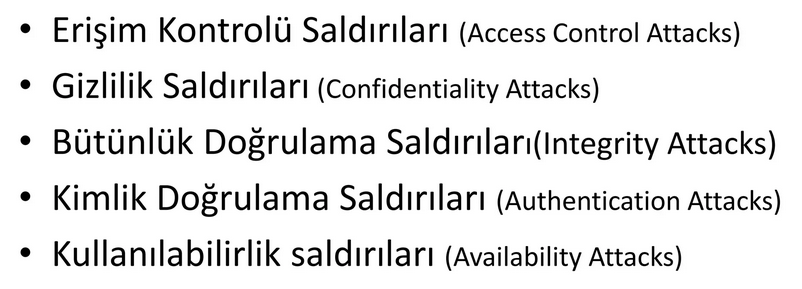 • Erişim Kontrolü Saldırıları (Access Control Attacks)
• Gizlilik Saldırıları (Confidentiality Attacks)
• Bütünlük Doğrulama Saldırıları(Integrity Attacks)
• Kimlik Doğrulama Saldırıları (Authentication Attacks)
• Kullanılabilirlik saldırıları (Availability Attacks)